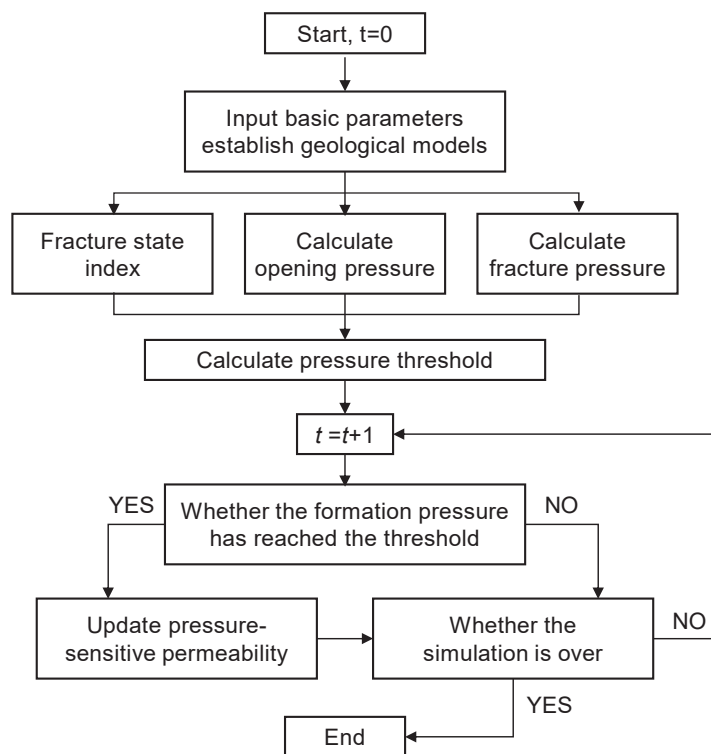 Start, t=0
Input basic parameters
establish geological models
Fracture state
index
Calculate
opening pressure
Calculate
fracture pressure
Calculate pressure threshold
t =t+1
YES
Whether the formation pressure
has reached the threshold
NO
Update pressure-
sensitive permeability
Whether the
simulation is over
NO
YES
End